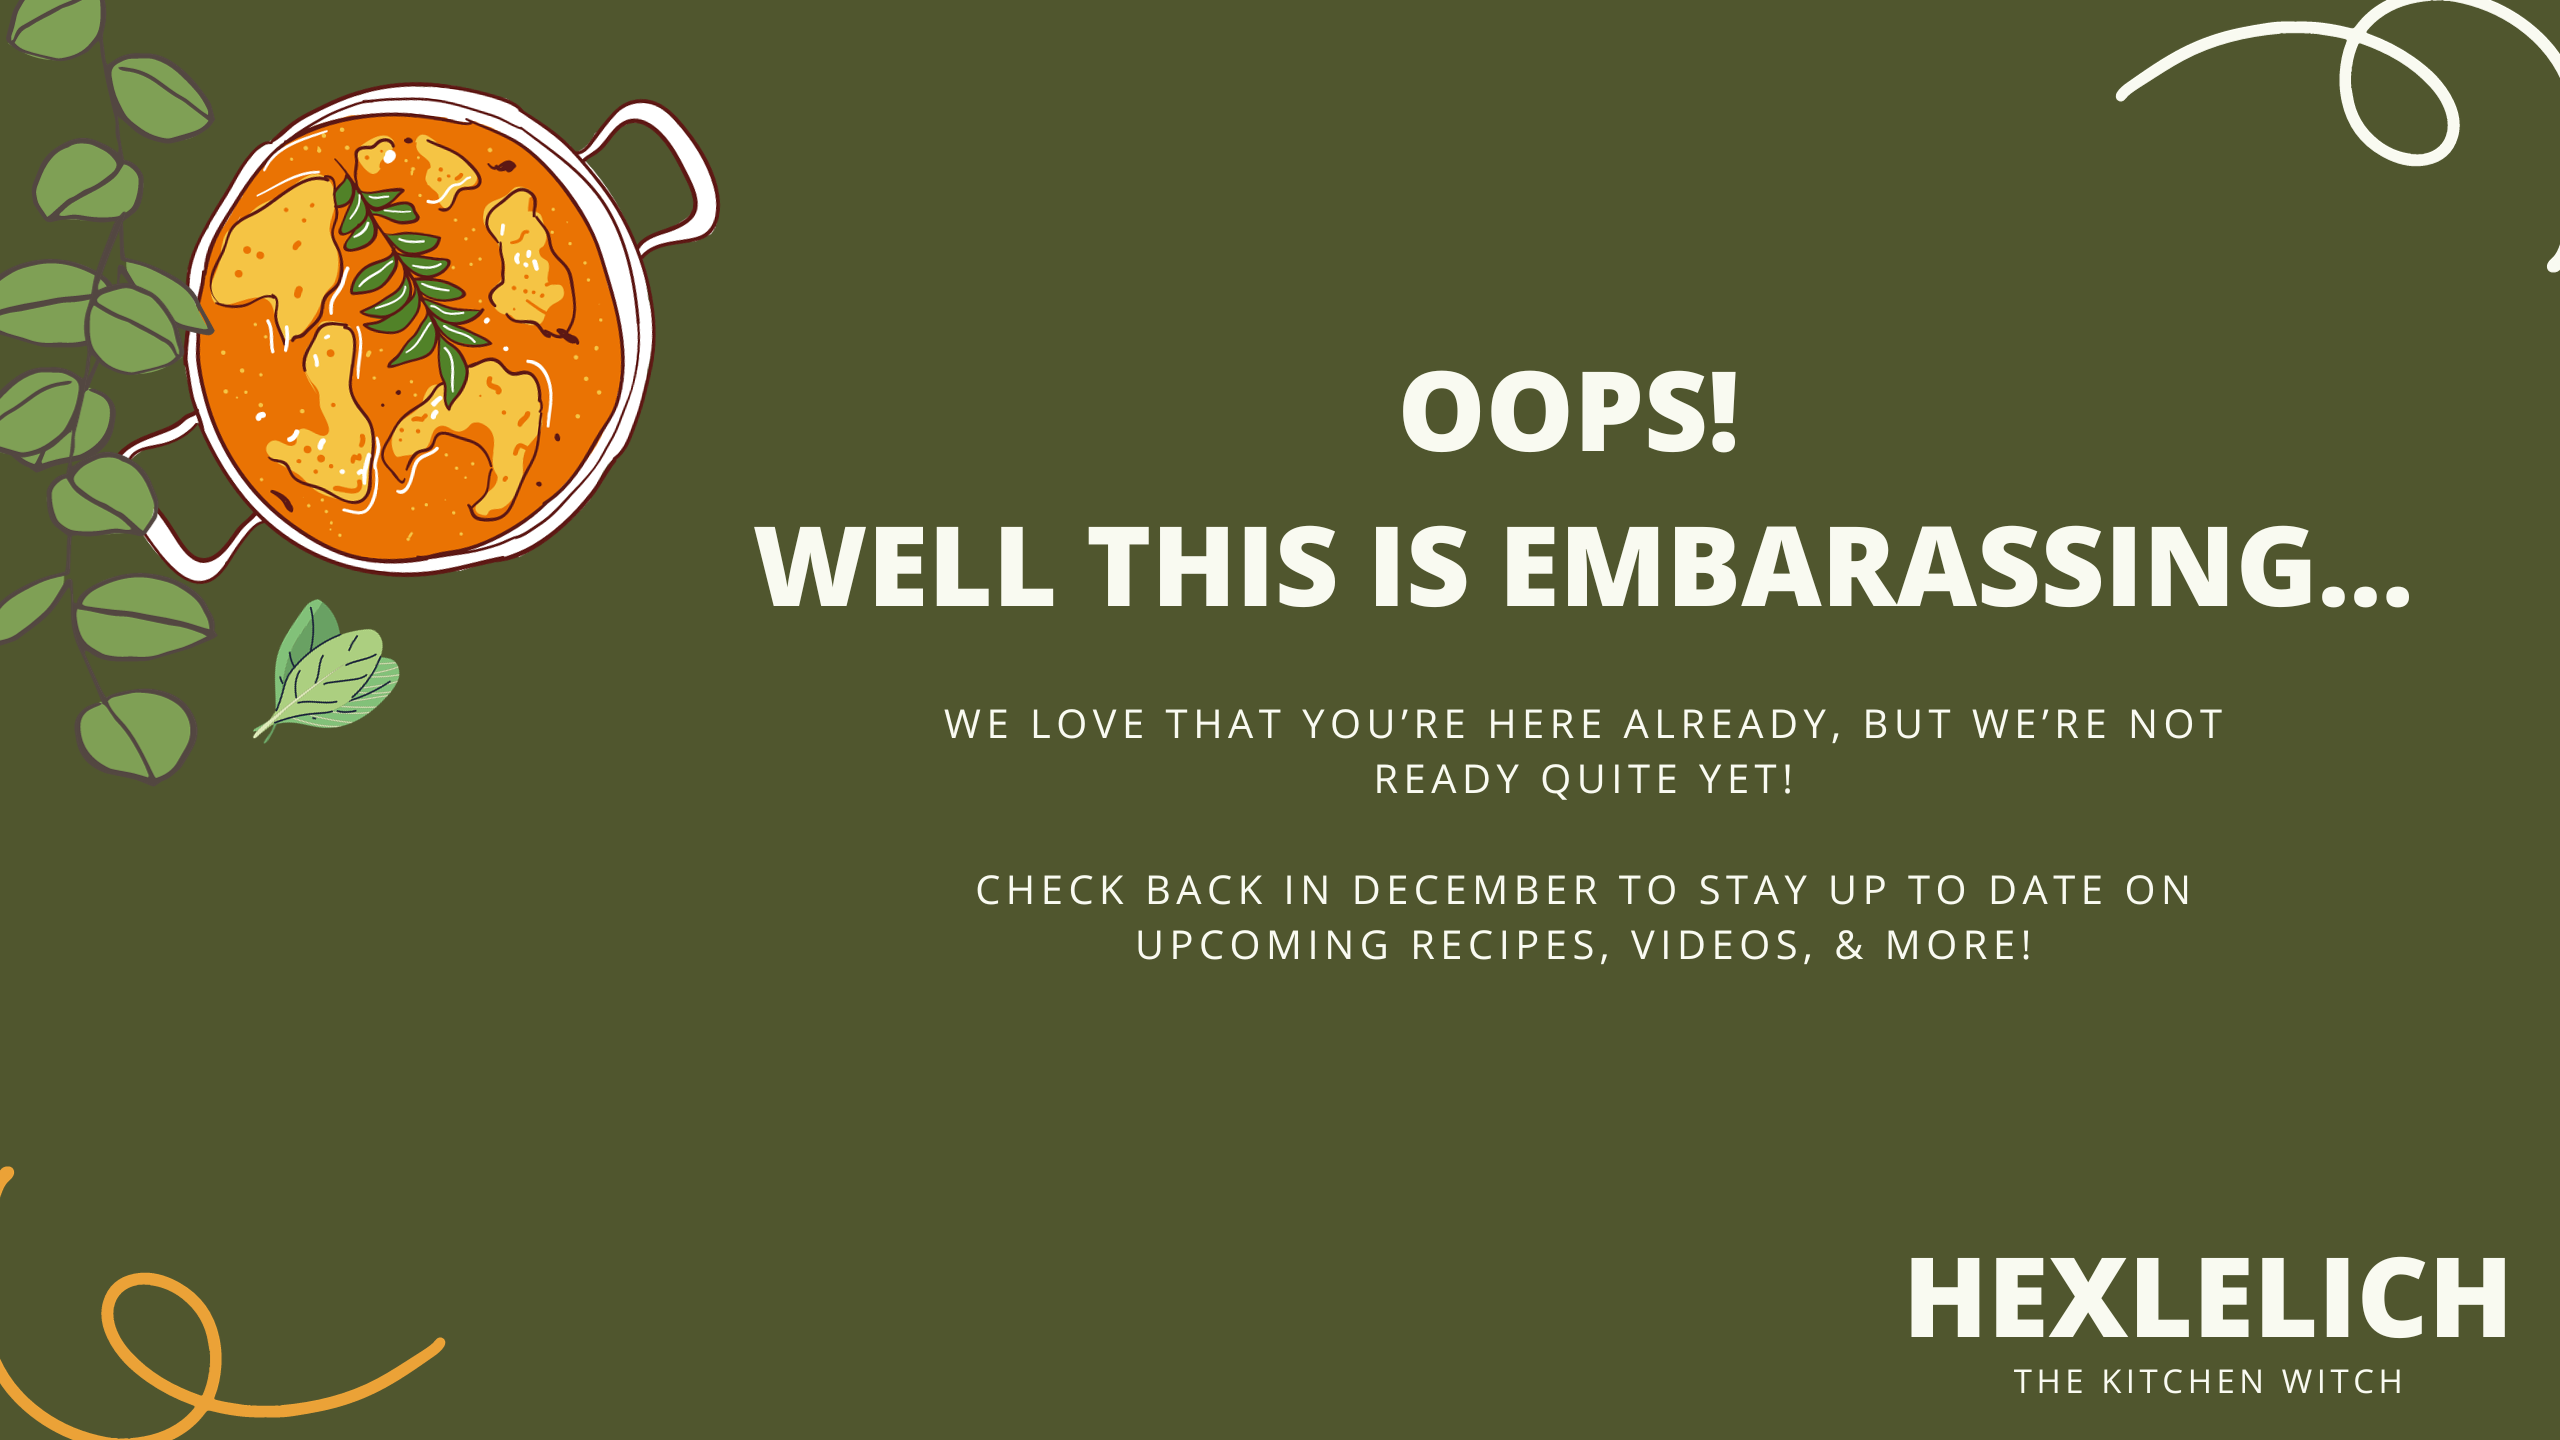 OOPS!
WELL THIS IS EMBARASSING...
WE LOVE THAT YOU’RE HERE ALREADY, BUT WE’RE NOT
READY QUITE YET!
CHECK BACK IN DECEMBER TO STAY UP TO DATE ON
UPCOMING RECIPES, VIDEOS, & MORE!
HEXLELICH
THE KITCHEN WITCH